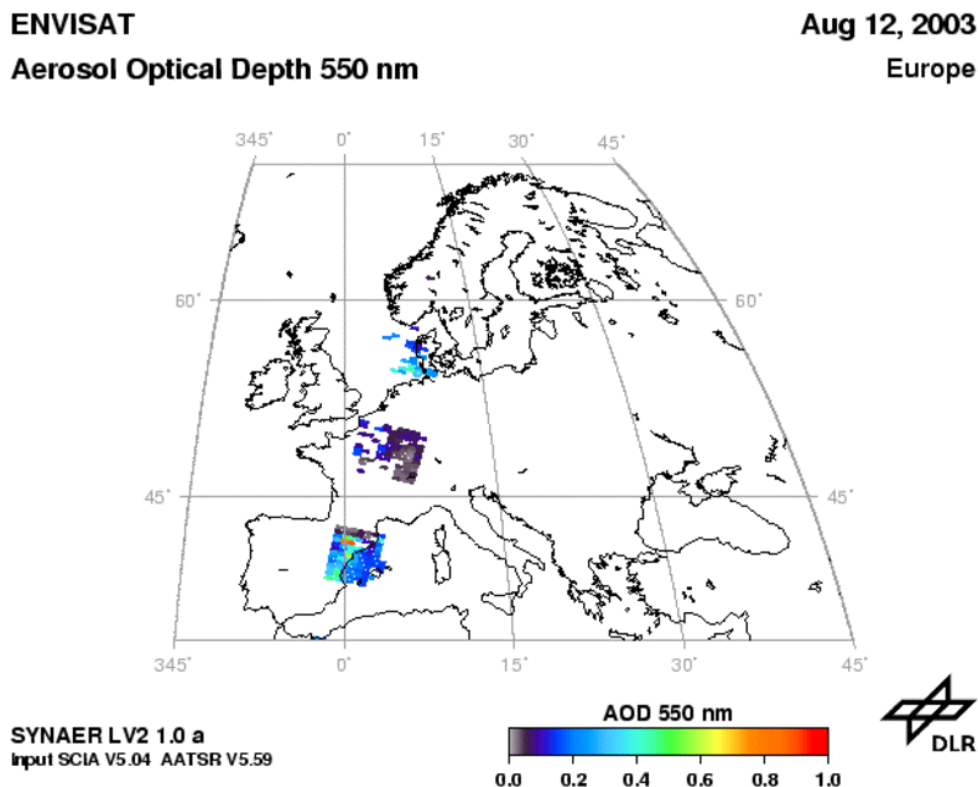 ENVISAT Aug 12, 2003
Aerosol Optical Depth 550 nm Europe
345° 0° 15° 30° 45°
60° 60°
45° 45°
345° 0° 15° 30° 45°
AOD 550 nm
SYNAER LV2 1.0 a
Input SCIA V5.04 AATSR V5.59
DLR
0.0 0.2 0.4 0.6 0.8 1.0